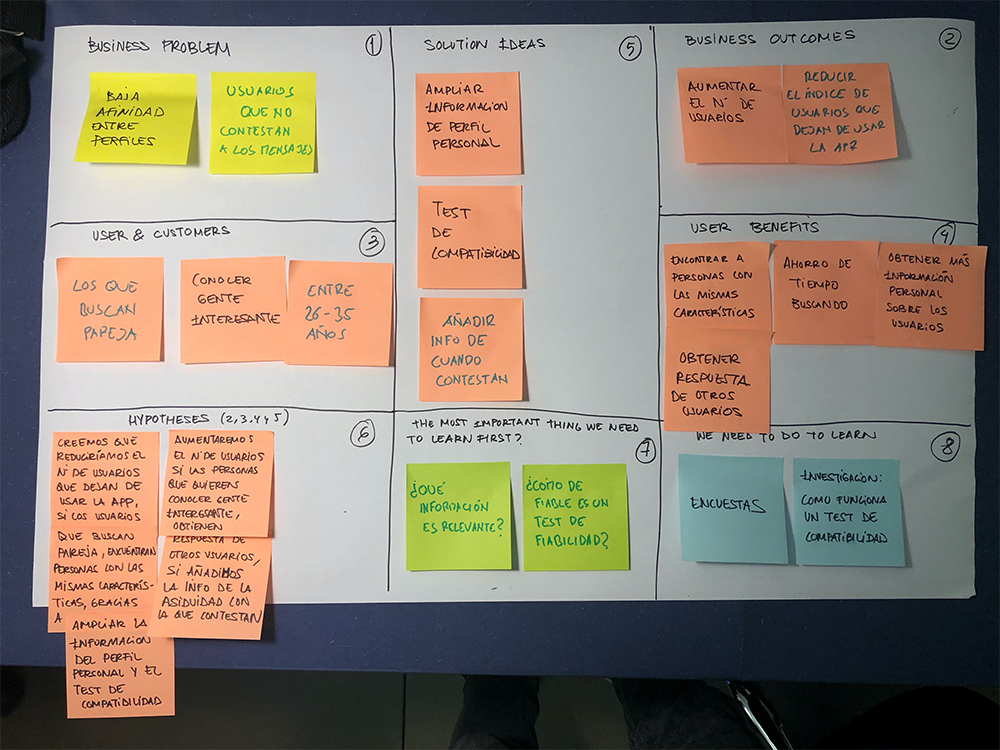 BUSINESS PROBLEM
1
BAJA
AFINIDAD
ENTRE
PERFILES
USUARIOS
QUE NO
CONTESTAN
A LOS MENSAJES
SOLUTION IDEAS
5
AMPLIAR
INFORMACION
DE PERFIL
PERSONAL
TEST
DE
COMPATIBILIDAD
AÑADIR
INFO DE
CUANDO
CONTESTAN
BUSINESS OUTCOMES
2
AUMENTAR
EL Nº DE
USUARIOS
REDUCIR
EL ÍNDICE DE
USUARIOS QUE
DEJAN DE USAR
LA APP
USER & CUSTOMERS
3
LOS QUE
BUSCAN
PAREJA
CONOCER
GENTE
INTERESANTE
ENTRE
26-35
AÑOS
USER BENEFITS
4
ENCONTRAR A
PERSONAS CON
LAS MISMAS
CARACTERÍSTICAS
AHORRO DE
TIEMPO
BUSCANDO
OBTENER MÁS
INFORMACIÓN
PERSONAL
SOBRE LOS
USUARIOS
OBTENER
RESPUESTA
DE OTROS
USUARIOS
HYPOTHESES (2,3,4 y 5)
6
CREEMOS QUE
REDUCIRÍAMOS EL
Nº DE USUARIOS
QUE DEJAN DE
USAR LA APP,
SI LOS USUARIOS
QUE BUSCAN
PAREJA, ENCUENTRAN
PERSONAS CON LAS
MISMAS CARACTERÍS-
TICAS, GRACIAS
A
AMPLIAR LA
INFORMACIÓN
DEL PERFIL
PERSONAL Y EL
TEST DE
COMPATIBILIDAD
AUMENTAREMOS
EL Nº DE USUARIOS
SI LAS PERSONAS
QUE QUIEREN
CONOCER GENTE
INTERESANTE,
OBTIENEN
RESPUESTA DE
OTROS USUARIOS,
SI AÑADIMOS
LA INFO DE LA
ASIDUIDAD CON
LA QUE CONTESTAN
THE MOST IMPORTANT THING WE NEED
TO LEARN FIRST?
7
¿QUÉ
INFORMACIÓN
ES RELEVANTE?
¿CÓMO DE
FIABLE ES UN
TEST DE
FIABILIDAD?
WE NEED TO DO TO LEARN
8
ENCUESTAS
INVESTIGACION:
COMO FUNCIONA
UN TEST DE
COMPATIBILIDAD